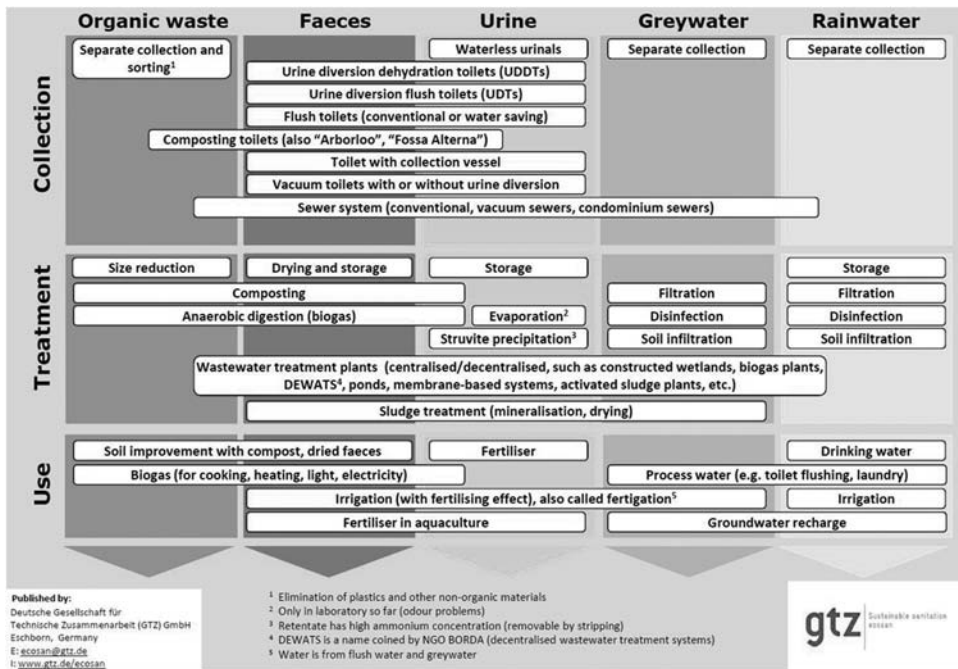 Organic waste Faeces Urine Greywater Rainwater
Collection
Separate collection and
sorting¹
Waterless urinals
Separate collection
Separate collection
Urine diversion dehydration toilets (UDDTs)
Urine diversion flush toilets (UDTs)
Flush toilets (conventional or water saving)
Composting toilets (also “Arborloo”, “Fossa Alterna”)
Toilet with collection vessel
Vacuum toilets with or without urine diversion
Sewer system (conventional, vacuum sewers, condominium sewers)
Treatment
Size reduction
Drying and storage
Storage
Storage
Composting
Filtration
Filtration
Anaerobic digestion (biogas)
Evaporation²
Disinfection
Disinfection
Struvite precipitation³
Soil infiltration
Soil infiltration
Wastewater treatment plants (centralised/decentralised, such as constructed wetlands, biogas plants,
DEWATS⁴, ponds, membrane-based systems, activated sludge plants, etc.)
Sludge treatment (mineralisation, drying)
Use
Soil improvement with compost, dried faeces
Fertiliser
Drinking water
Biogas (for cooking, heating, light, electricity)
Process water (e.g. toilet flushing, laundry)
Irrigation (with fertilising effect), also called fertigation⁵
Irrigation
Fertiliser in aquaculture
Groundwater recharge
Published by:
Deutsche Gesellschaft für
Technische Zusammenarbeit (GTZ) GmbH
Eschborn, Germany
E: ecosan@gtz.de
I: www.gtz.de/ecosan
¹ Elimination of plastics and other non-organic materials
² Only in laboratory so far (odour problems)
³ Retentate has high ammonium concentration (removable by stripping)
⁴ DEWATS is a name coined by NGO BORDA (decentralised wastewater treatment systems)
⁵ Water is from flush water and greywater
gtz
Sustainable sanitation
ecosan